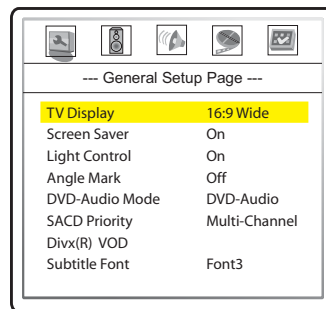 --- General Setup Page ---
TV Display 16:9 Wide
Screen Saver On
Light Control On
Angle Mark Off
DVD-Audio Mode DVD-Audio
SACD Priority Multi-Channel
Divx(R) VOD
Subtitle Font Font3